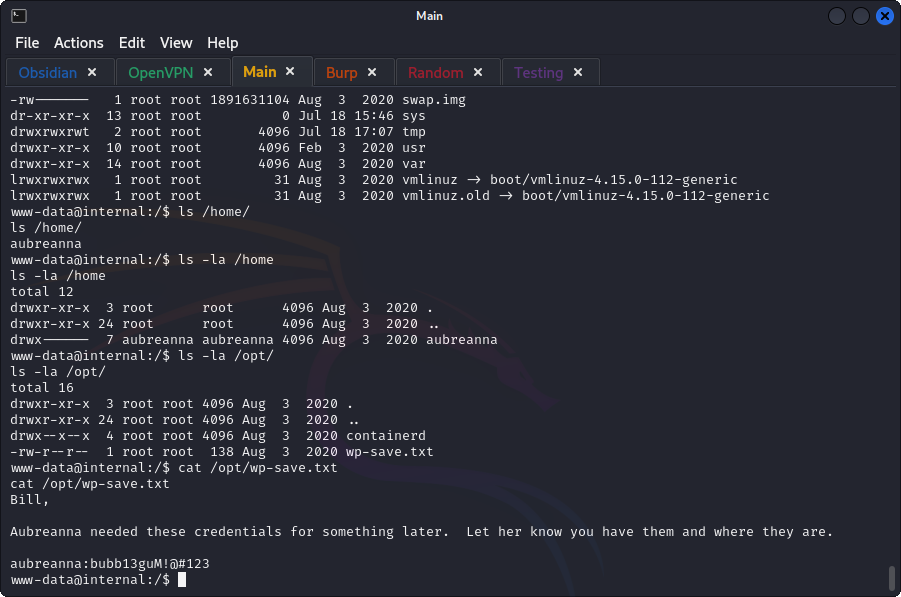 Main
File Actions Edit View Help
Obsidian × OpenVPN × Main × Burp × Random × Testing ×
-rw------- 1 root root 1891631104 Aug 3 2020 swap.img
dr-xr-xr-x 13 root root 0 Jul 18 15:46 sys
drwxrwxrwt 2 root root 4096 Jul 18 17:07 tmp
drwxr-xr-x 10 root root 4096 Feb 3 2020 usr
drwxr-xr-x 14 root root 4096 Aug 3 2020 var
lrwxrwxrwx 1 root root 31 Aug 3 2020 vmlinuz -> boot/vmlinuz-4.15.0-112-generic
lrwxrwxrwx 1 root root 31 Aug 3 2020 vmlinuz.old -> boot/vmlinuz-4.15.0-112-generic
www-data@internal:/$ ls /home/
ls /home/
aubreanna
www-data@internal:/$ ls -la /home
ls -la /home
total 12
drwxr-xr-x 3 root root 4096 Aug 3 2020 .
drwxr-xr-x 24 root root 4096 Aug 3 2020 ..
drwx------ 7 aubreanna aubreanna 4096 Aug 3 2020 aubreanna
www-data@internal:/$ ls -la /opt/
ls -la /opt/
total 16
drwxr-xr-x 3 root root 4096 Aug 3 2020 .
drwxr-xr-x 24 root root 4096 Aug 3 2020 ..
drwx--x--x 4 root root 4096 Aug 3 2020 containerd
-rw-r--r-- 1 root root 138 Aug 3 2020 wp-save.txt
www-data@internal:/$ cat /opt/wp-save.txt
cat /opt/wp-save.txt
Bill,
Aubreanna needed these credentials for something later. Let her know you have them and where they are.
aubreanna:bubb13guM!@#123
www-data@internal:/$